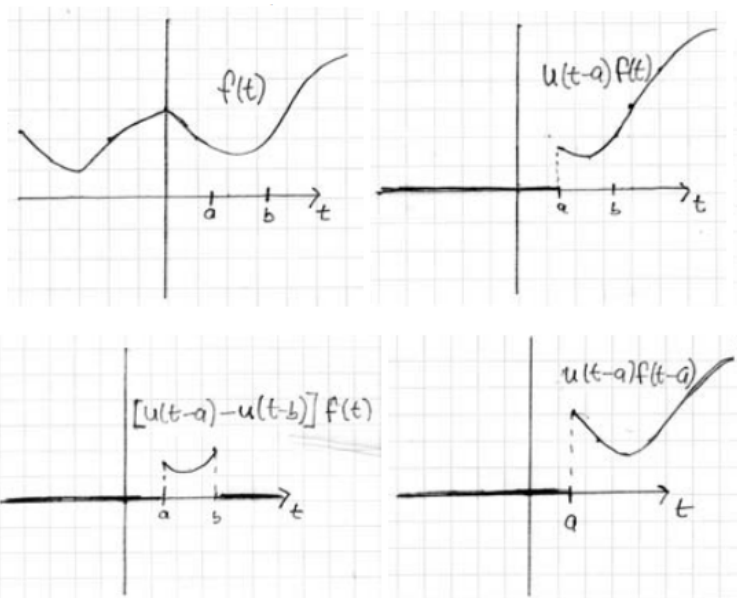 f(t)
a b t
u(t-a)f(t)
a b t
[u(t-a)-u(t-b)] f(t)
a b t
u(t-a)f(t-a)
a t